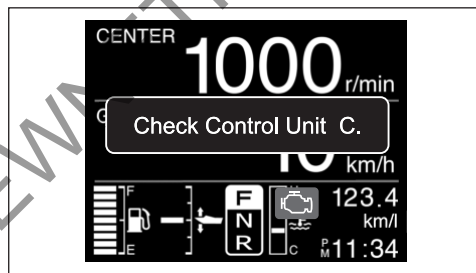 CENTER
1000 r/min
Check Control Unit C.
km/h
F
E
F
N
R
C
123.4
km/l
PM 11:34